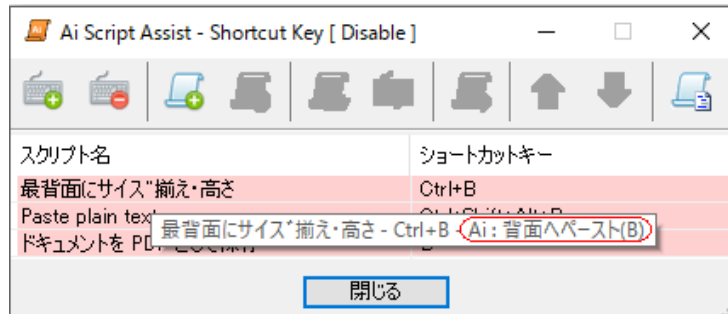 Ai Script Assist - Shortcut Key [ Disable ]
スクリプト名 ショートカットキー
最背面にサイズ"揃え・高さ Ctrl+B
Paste plain text
最背面にサイズ"揃え・高さ - Ctrl+B - Ai : 背面へペースト(B)
ドキュメントを
閉じる